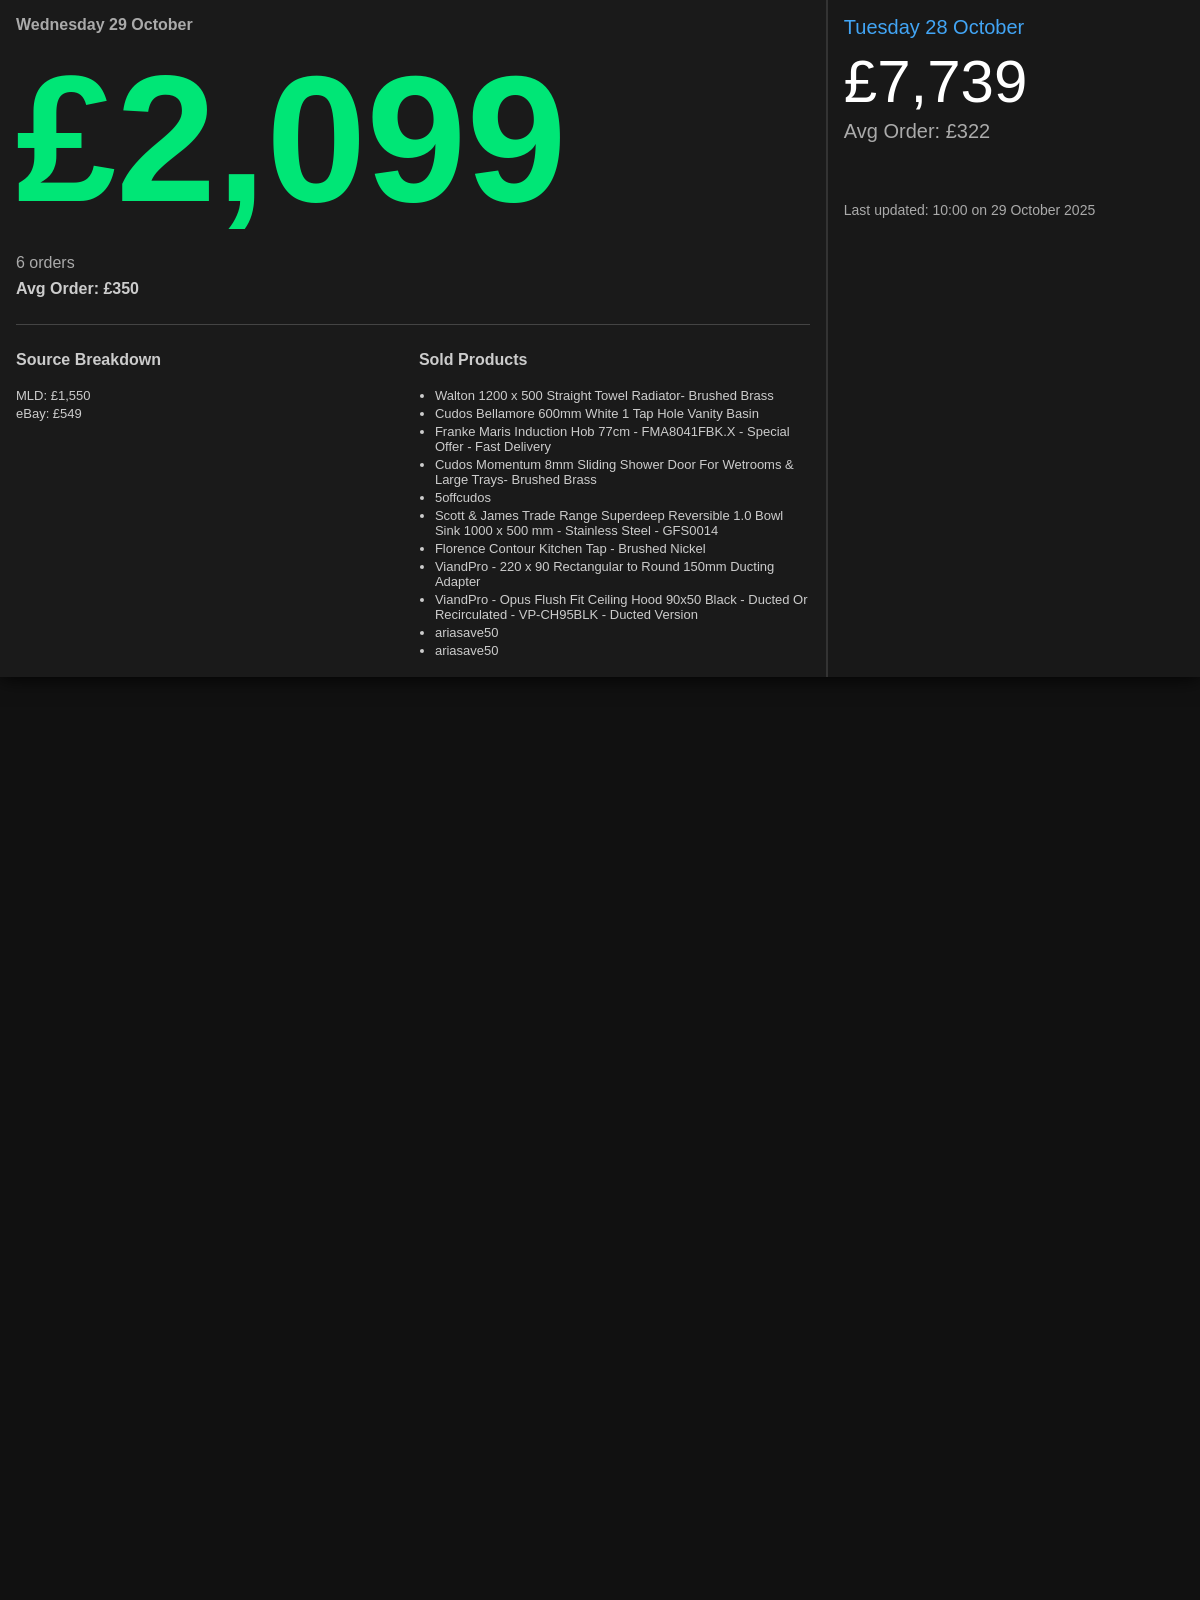 Wednesday 29 October
£2,099
6 orders
Avg Order: £350
Source Breakdown
MLD: £1,550
eBay: £549
Sold Products
• Walton 1200 x 500 Straight Towel Radiator- Brushed Brass
• Cudos Bellamore 600mm White 1 Tap Hole Vanity Basin
• Franke Maris Induction Hob 77cm - FMA8041FBK.X - Special
Offer - Fast Delivery
• Cudos Momentum 8mm Sliding Shower Door For Wetrooms &
Large Trays- Brushed Brass
• 5offcudos
• Scott & James Trade Range Superdeep Reversible 1.0 Bowl
Sink 1000 x 500 mm - Stainless Steel - GFS0014
• Florence Contour Kitchen Tap - Brushed Nickel
• ViandPro - 220 x 90 Rectangular to Round 150mm Ducting
Adapter
• ViandPro - Opus Flush Fit Ceiling Hood 90x50 Black - Ducted Or
Recirculated - VP-CH95BLK - Ducted Version
• ariasave50
• ariasave50
Tuesday 28 October
£7,739
Avg Order: £322
Last updated: 10:00 on 29 October 2025